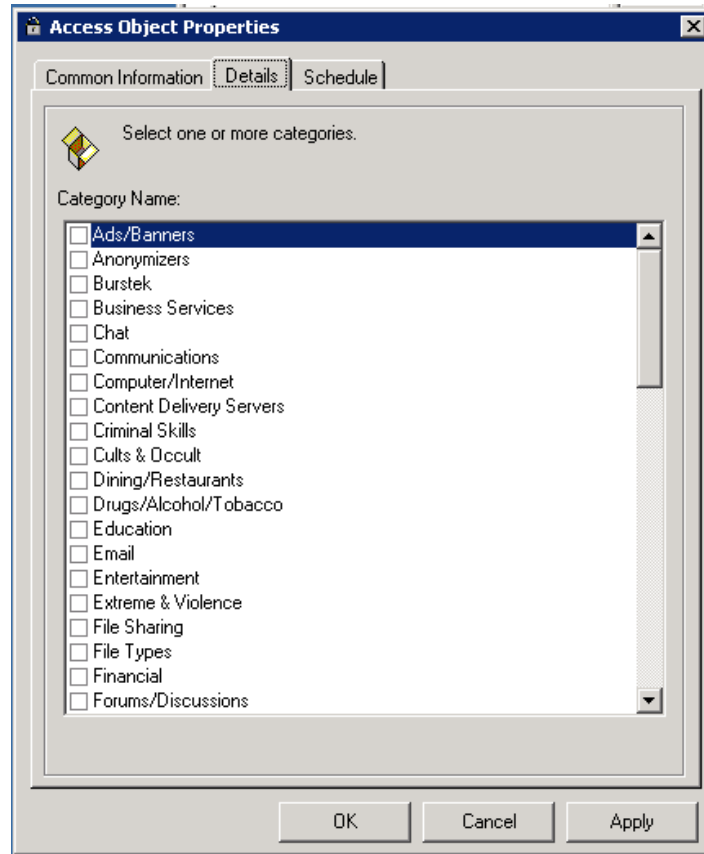 Access Object Properties
Common Information Details Schedule
Select one or more categories.
Category Name:
Ads/Banners
Anonymizers
Burstek
Business Services
Chat
Communications
Computer/Internet
Content Delivery Servers
Criminal Skills
Cults & Occult
Dining/Restaurants
Drugs/Alcohol/Tobacco
Education
Email
Entertainment
Extreme & Violence
File Sharing
File Types
Financial
Forums/Discussions
OK Cancel Apply